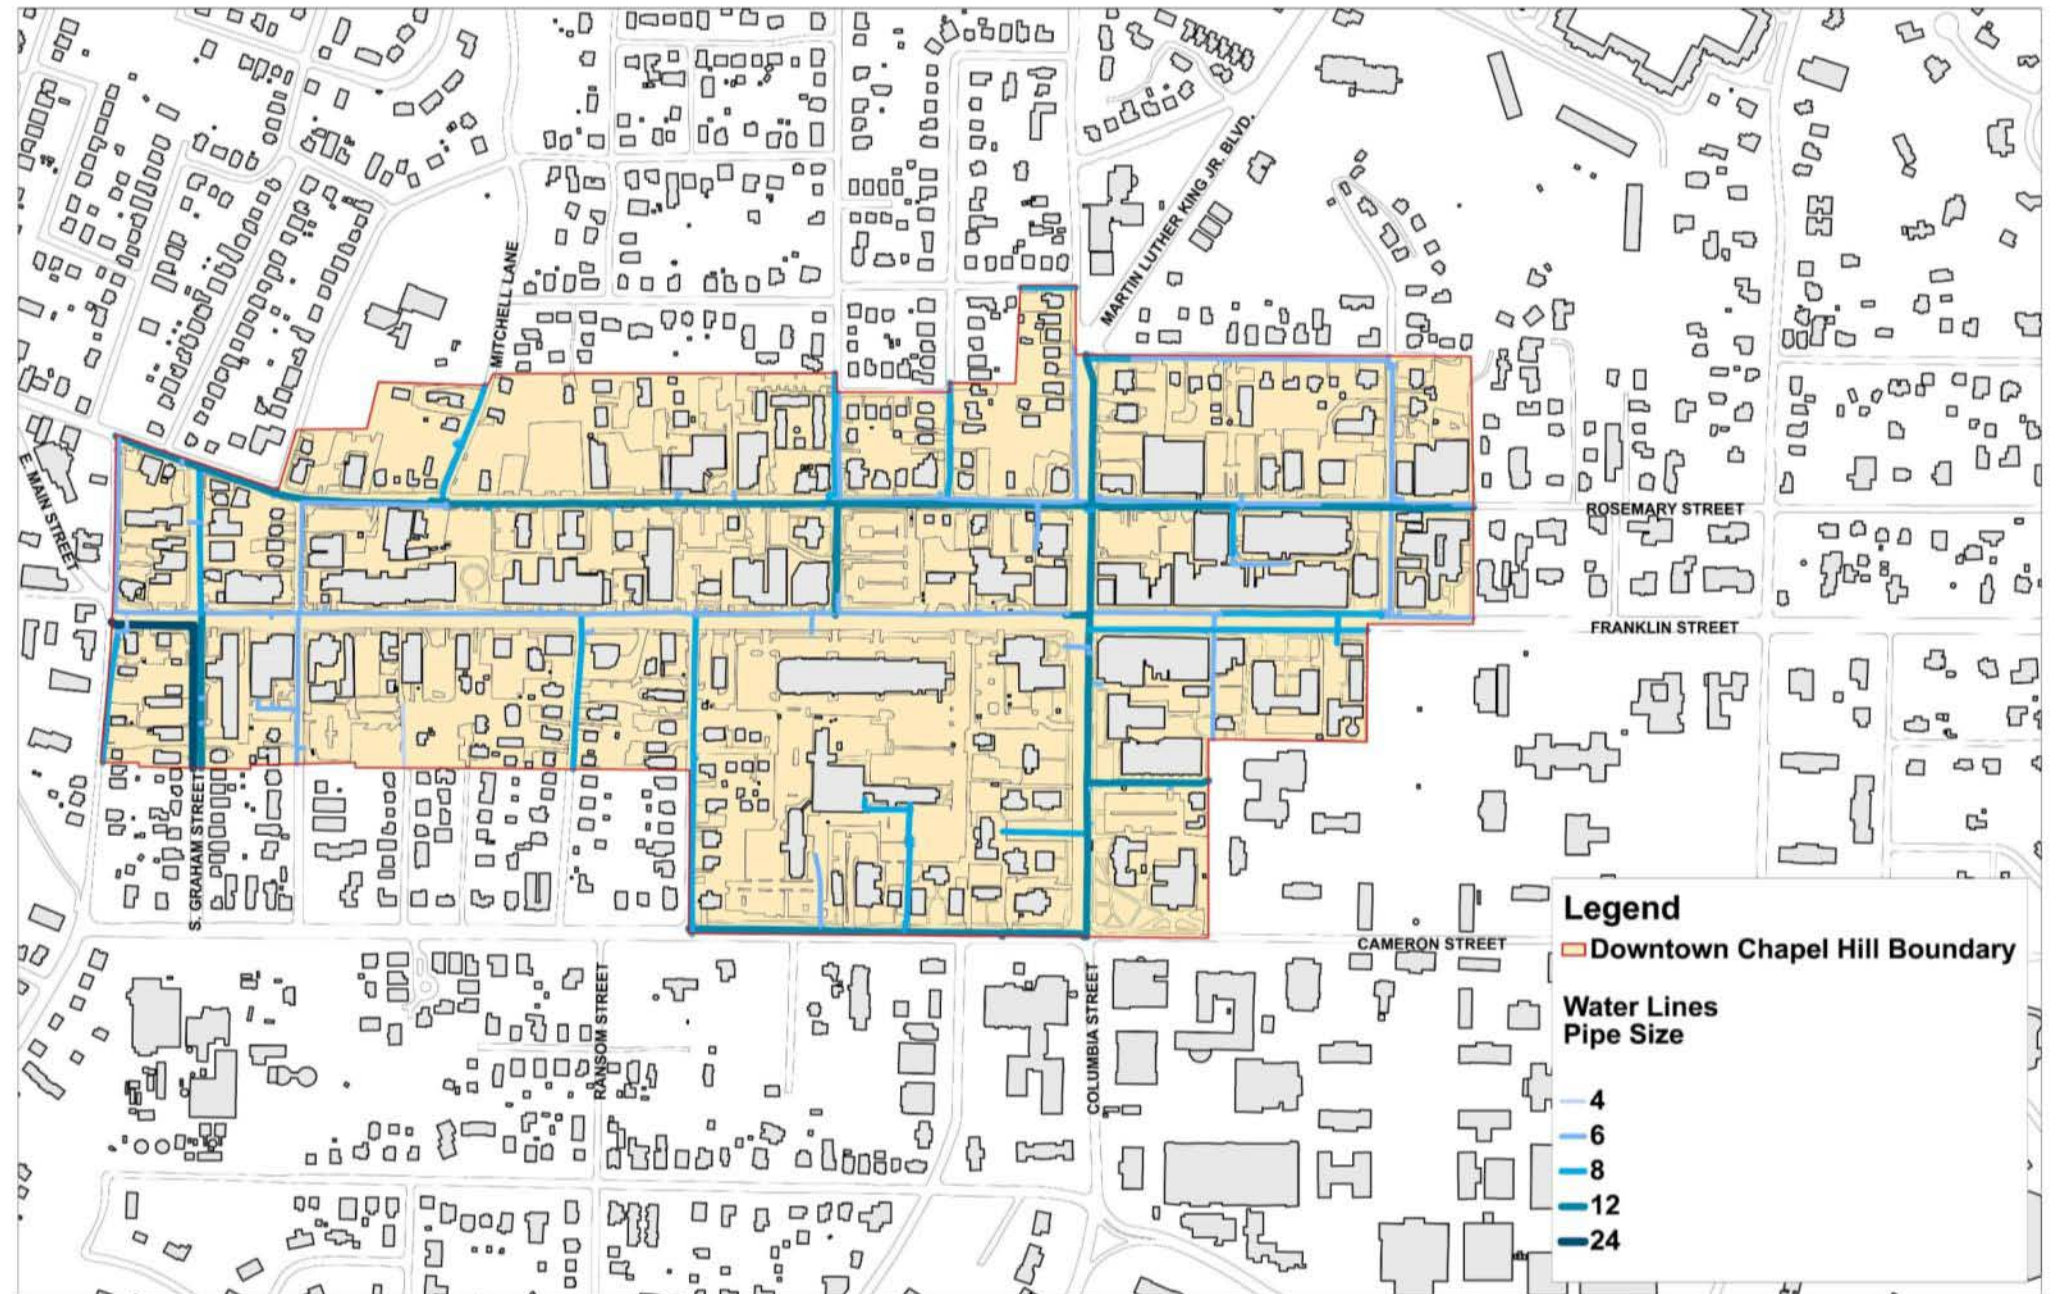 MARTIN LUTHER KING JR. BLVD.
MITCHELL LANE
E. MAIN STREET
ROSEMARY STREET
FRANKLIN STREET
S. GRAHAM STREET
CAMERON STREET
RANSOM STREET
COLUMBIA STREET
Legend
Downtown Chapel Hill Boundary
Water Lines
Pipe Size
4
6
8
12
24